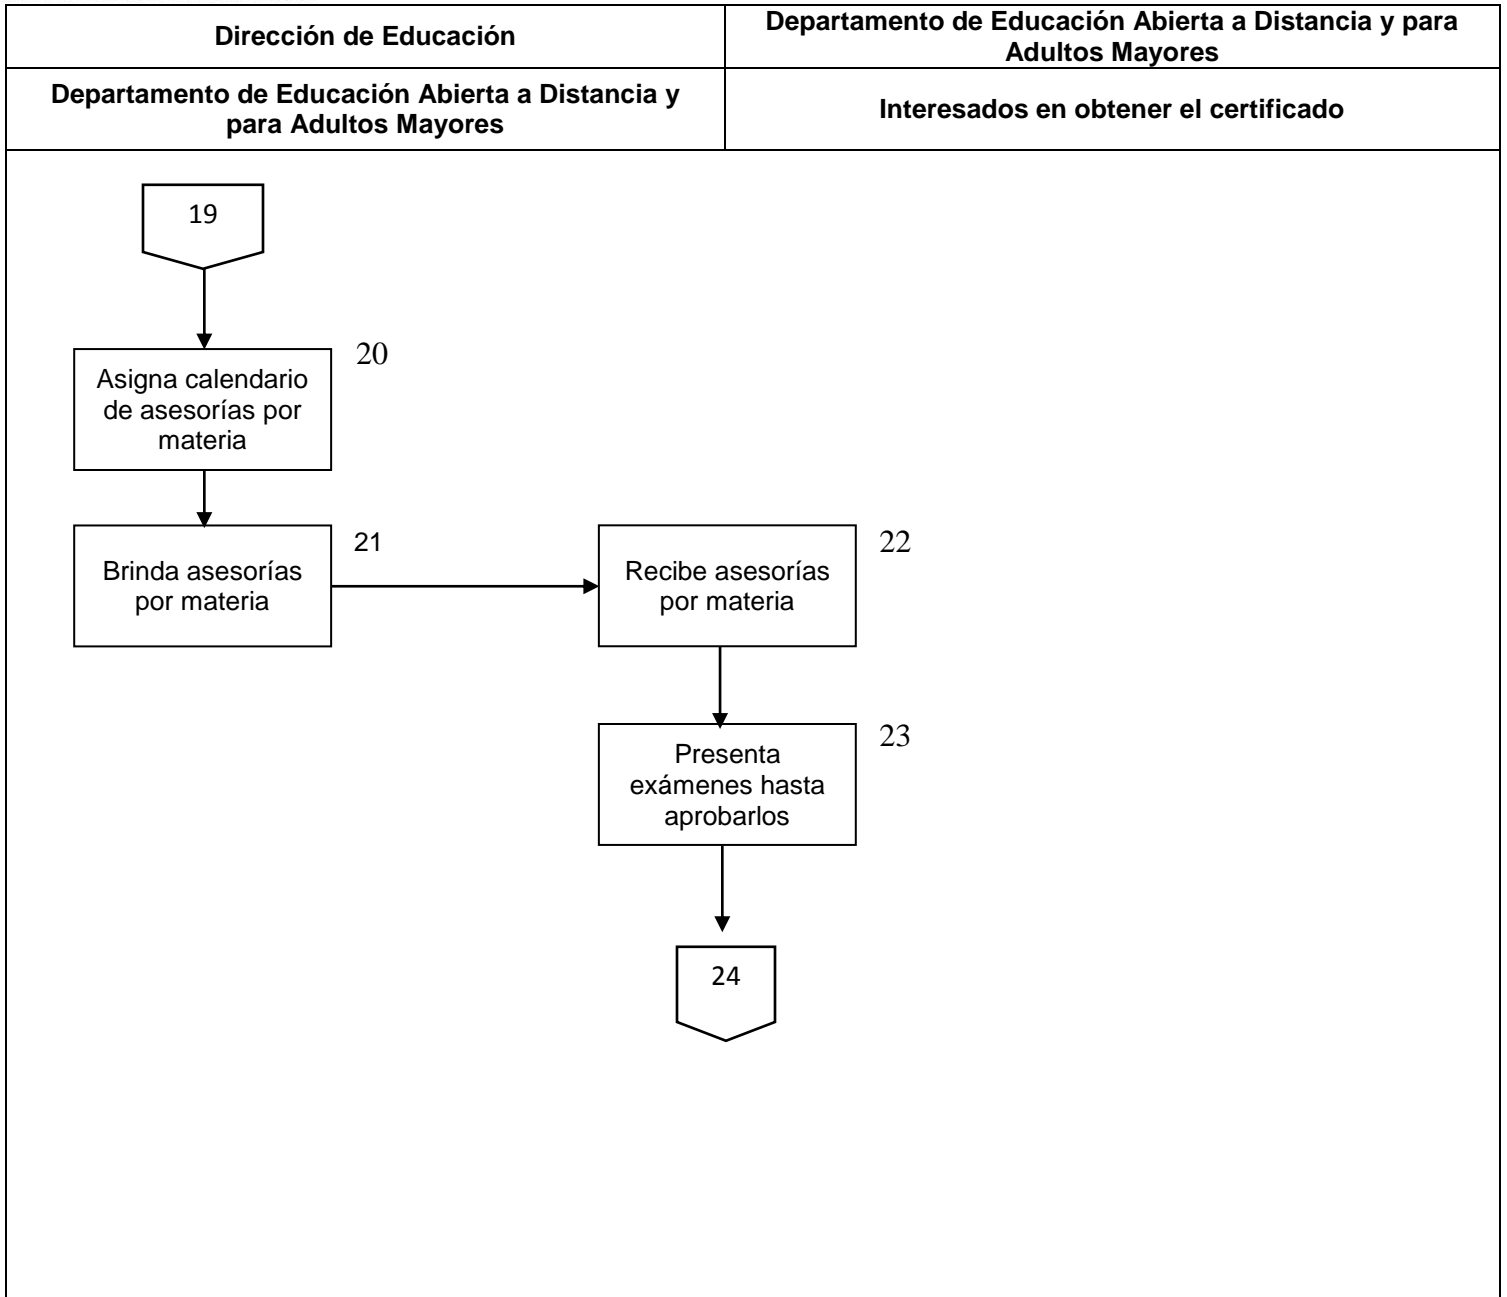 Dirección de Educación
Departamento de Educación Abierta a Distancia y para
Adultos Mayores
Departamento de Educación Abierta a Distancia y
para Adultos Mayores
Interesados en obtener el certificado
19
20
Asigna calendario
de asesorías por
materia
21
Brinda asesorías
por materia
22
Recibe asesorías
por materia
23
Presenta
exámenes hasta
aprobarlos
24